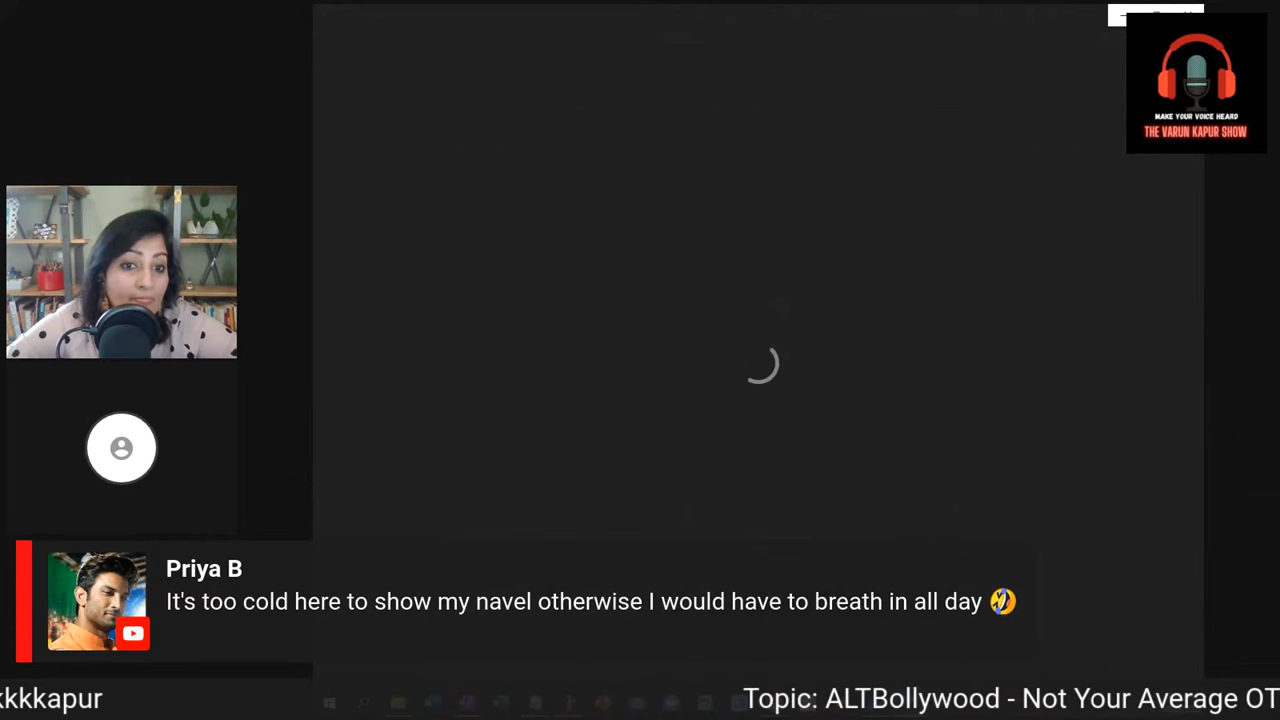 MAKE YOUR VOICE HEARD
THE VARUN KAPUR SHOW
Priya B
It's too cold here to show my navel otherwise I would have to breath in all day 🤣
kkkkapur
Topic: ALTBollywood - Not Your Average OT